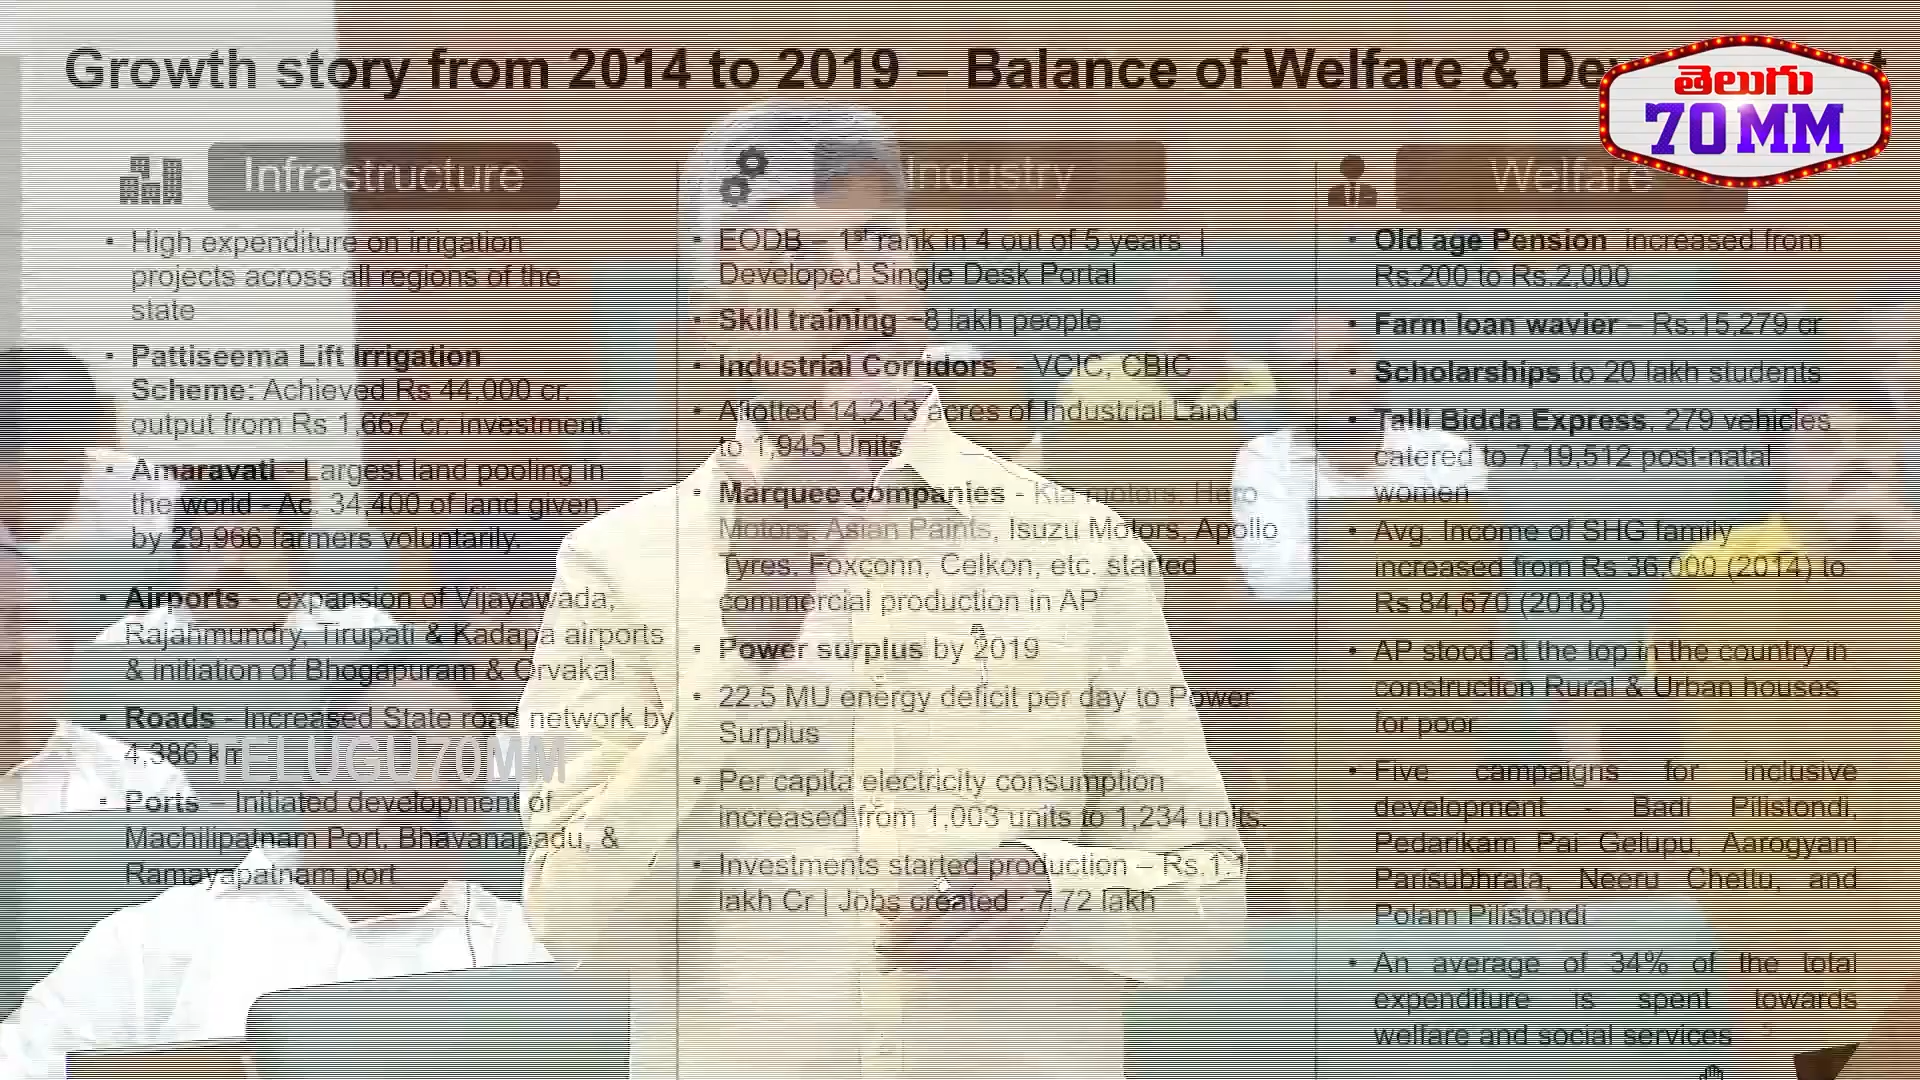 Growth story from 2014 to 2019 – Balance of Welfare &
తెలుగు
70MM
Infrastructure
• High expenditure on irrigation
projects across all regions of the
state
• Pattiseema Lift Irrigation
Scheme: Achieved Rs 44,000 cr.
output from Rs 1,667 cr. investment.
• Amaravati - Largest land pooling in
the world - Ac. 34,400 of land given
by 29,966 farmers voluntarily.
• Airports - expansion of Vijayawada,
Rajahmundry, Tirupati & Kadapa airports
& initiation of Bhogapuram & Orvakal
• Roads - Increased State road network by
4,386 km
TELUGU70MM
• Ports – Initiated development of
Machilipatnam Port, Bhavanapadu, &
Ramayapatnam port
Industry
• EODB – 1st rank in 4 out of 5 years |
Developed Single Desk Portal
• Skill training ~8 lakh people
• Industrial Corridors - VCIC, CBIC
• Allotted 14,213 acres of Industrial Land
to 1,945 Units
• Marquee companies - Kia motors, Hero
Motors, Asian Paints, Isuzu Motors, Apollo
Tyres, Foxconn, Celkon, etc. started
commercial production in AP
• Power surplus by 2019
• 22.5 MU energy deficit per day to Power
Surplus
• Per capita electricity consumption
increased from 1,003 units to 1,234 units.
• Investments started production – Rs.1.1
lakh Cr | Jobs created : 7.72 lakh
Welfare
• Old age Pension increased from
Rs.200 to Rs.2,000
• Farm loan wavier – Rs.15,279 cr
• Scholarships to 20 lakh students
• Talli Bidda Express, 279 vehicles
catered to 7,19,512 post-natal
women
• Avg. Income of SHG family
increased from Rs 36,000 (2014) to
Rs 84,670 (2018)
• AP stood at the top in the country in
construction Rural & Urban houses
for poor
• Five campaigns for inclusive
development - Badi Pilistondi,
Pedarikam Pai Gelupu, Aarogyam
Parisubhrata, Neeru Chettu, and
Polam Pilistondi
• An average of 34% of the total
expenditure is spent towards
welfare and social services